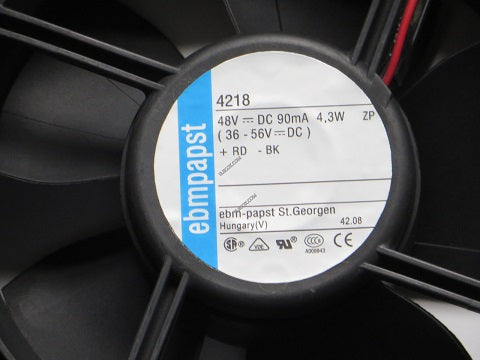 ebmpapst
4218
48V ⎓ DC 90mA 4,3W ZP
( 36 - 56V ⎓ DC )
+ RD - BK
ebm-papst St.Georgen
Hungary(V) 42.08
A000843